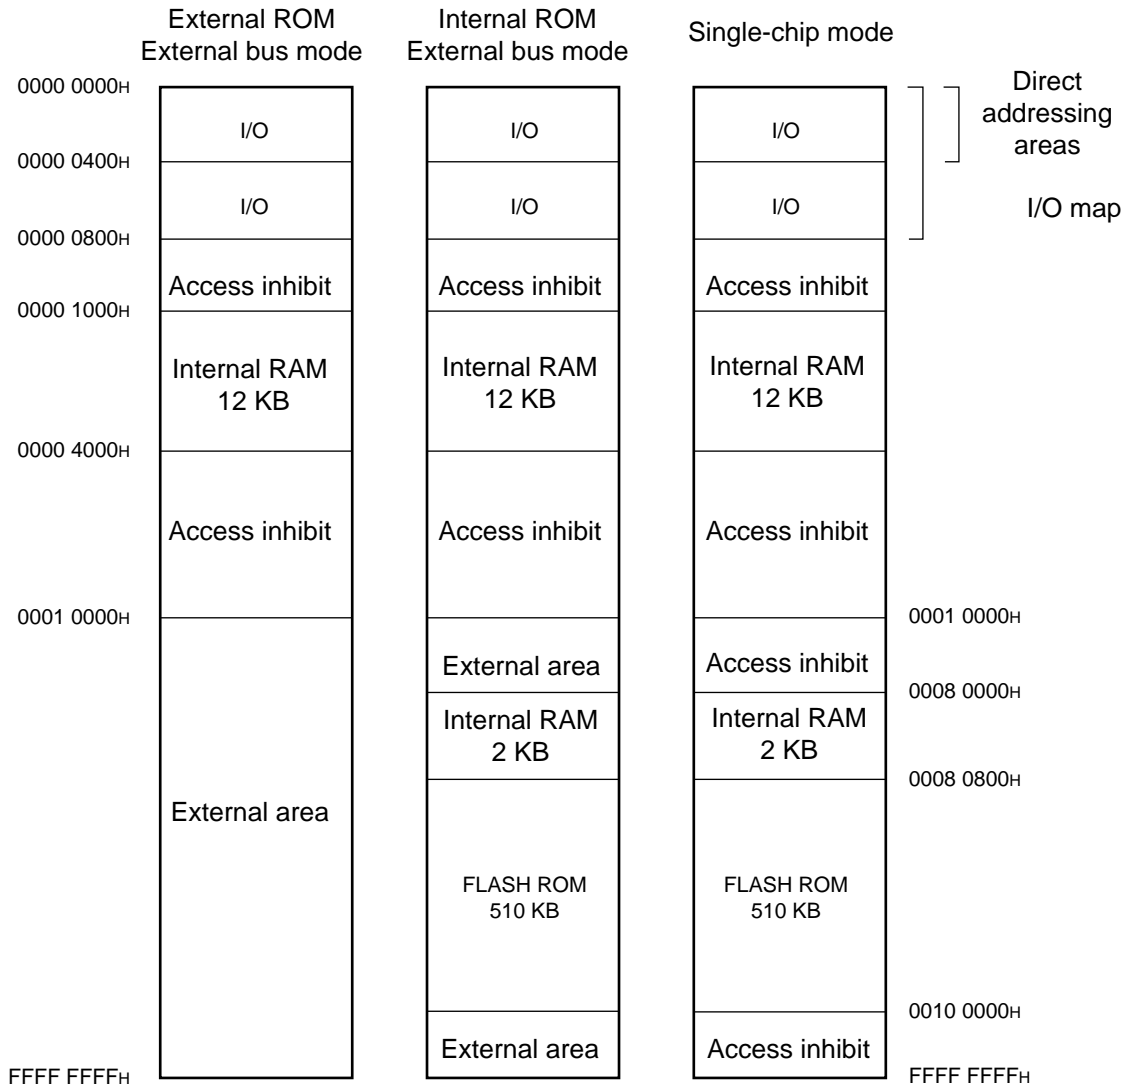 External ROM
External bus mode
Internal ROM
External bus mode
Single-chip mode
0000 0000H
I/O
I/O
I/O
Direct
addressing
areas
0000 0400H
I/O
I/O
I/O
I/O map
0000 0800H
Access inhibit
Access inhibit
Access inhibit
0000 1000H
Internal RAM
12 KB
Internal RAM
12 KB
Internal RAM
12 KB
0000 4000H
Access inhibit
Access inhibit
Access inhibit
0001 0000H
0001 0000H
External area
Access inhibit
0008 0000H
Internal RAM
2 KB
Internal RAM
2 KB
0008 0800H
External area
FLASH ROM
510 KB
FLASH ROM
510 KB
0010 0000H
External area
Access inhibit
FFFF FFFFH
FFFF FFFFH